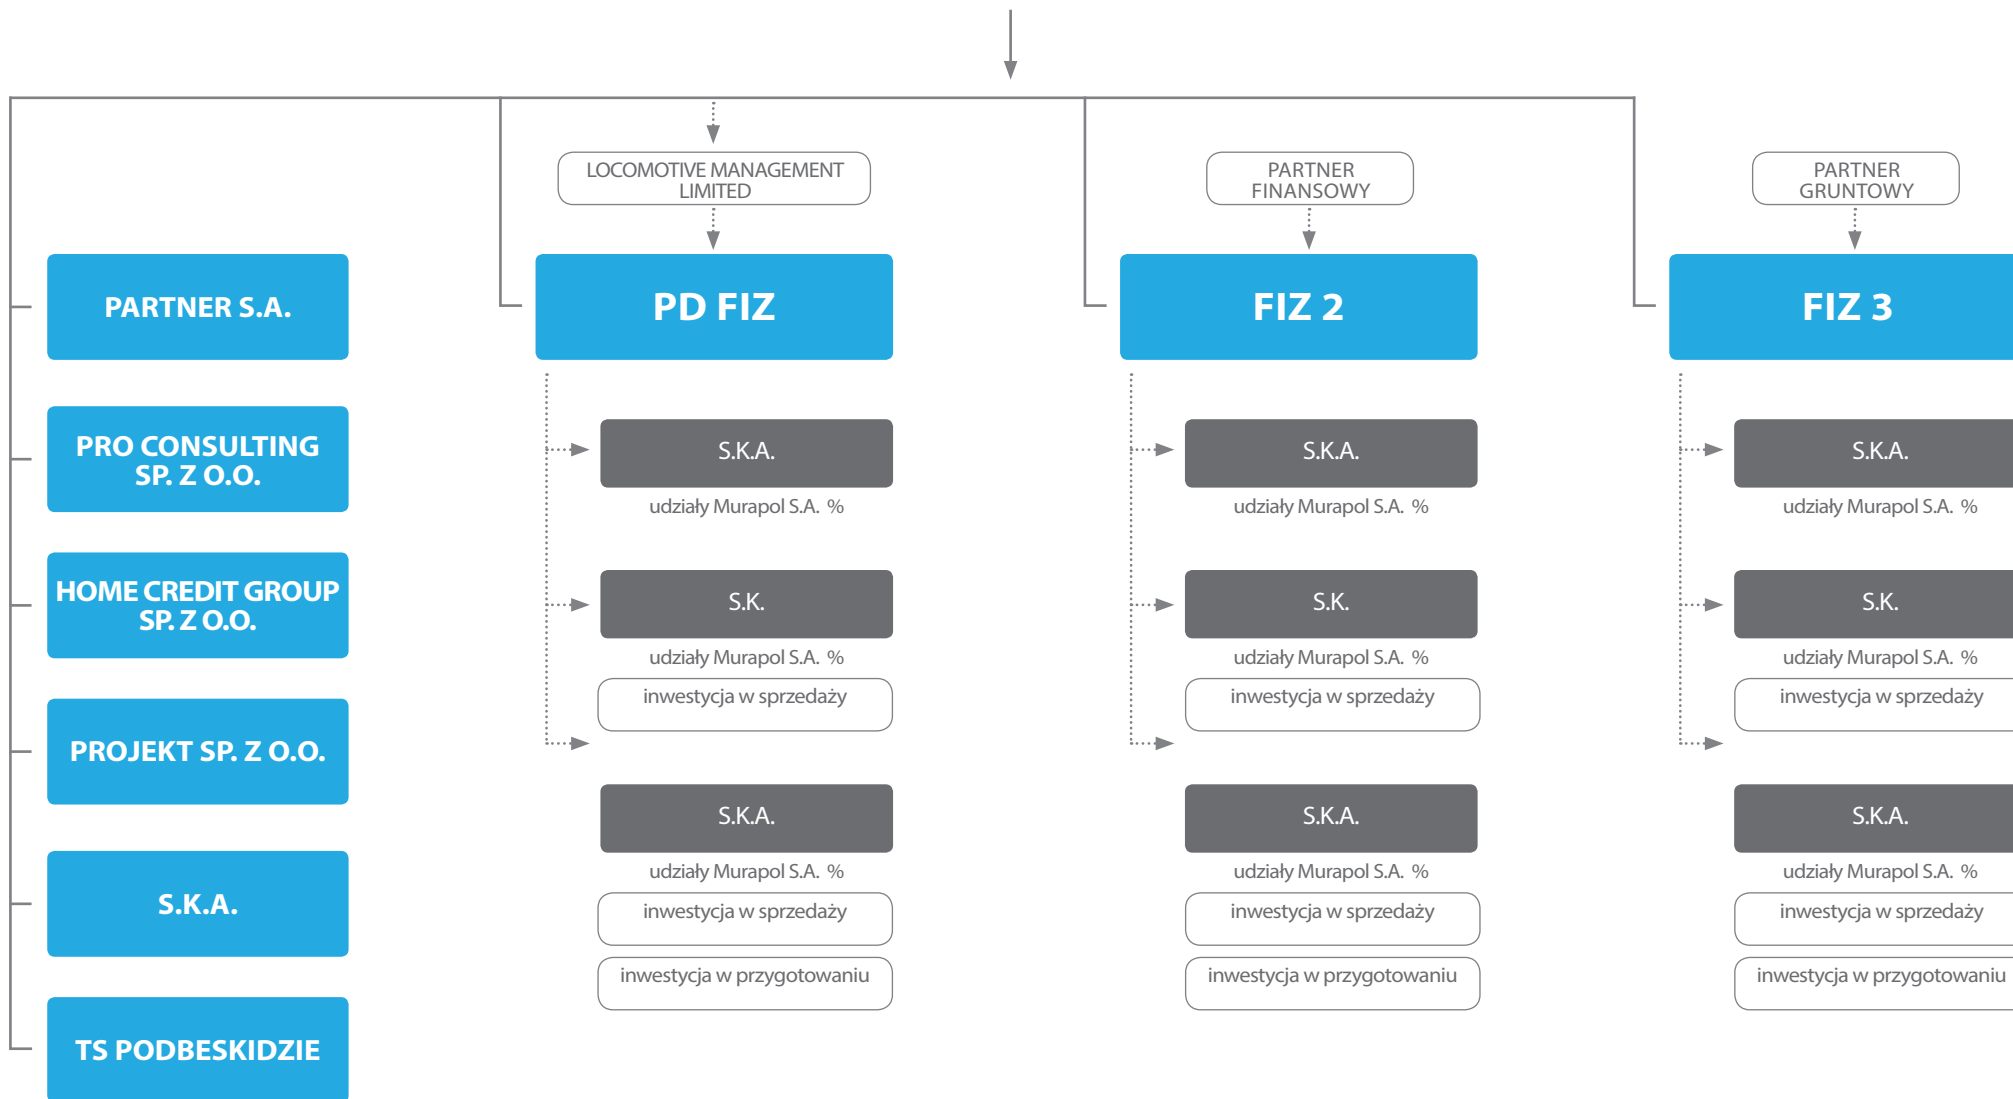 LOCOMOTIVE MANAGEMENT
LIMITED
PARTNER
FINANSOWY
PARTNER
GRUNTOWY
PARTNER S.A.
PRO CONSULTING
SP. Z O.O.
HOME CREDIT GROUP
SP. Z O.O.
PROJEKT SP. Z O.O.
S.K.A.
TS PODBESKIDZIE
PD FIZ
S.K.A.
udziały Murapol S.A. %
S.K.
udziały Murapol S.A. %
inwestycja w sprzedaży
S.K.A.
udziały Murapol S.A. %
inwestycja w sprzedaży
inwestycja w przygotowaniu
FIZ 2
S.K.A.
udziały Murapol S.A. %
S.K.
udziały Murapol S.A. %
inwestycja w sprzedaży
S.K.A.
udziały Murapol S.A. %
inwestycja w sprzedaży
inwestycja w przygotowaniu
FIZ 3
S.K.A.
udziały Murapol S.A. %
S.K.
udziały Murapol S.A. %
inwestycja w sprzedaży
S.K.A.
udziały Murapol S.A. %
inwestycja w sprzedaży
inwestycja w przygotowaniu